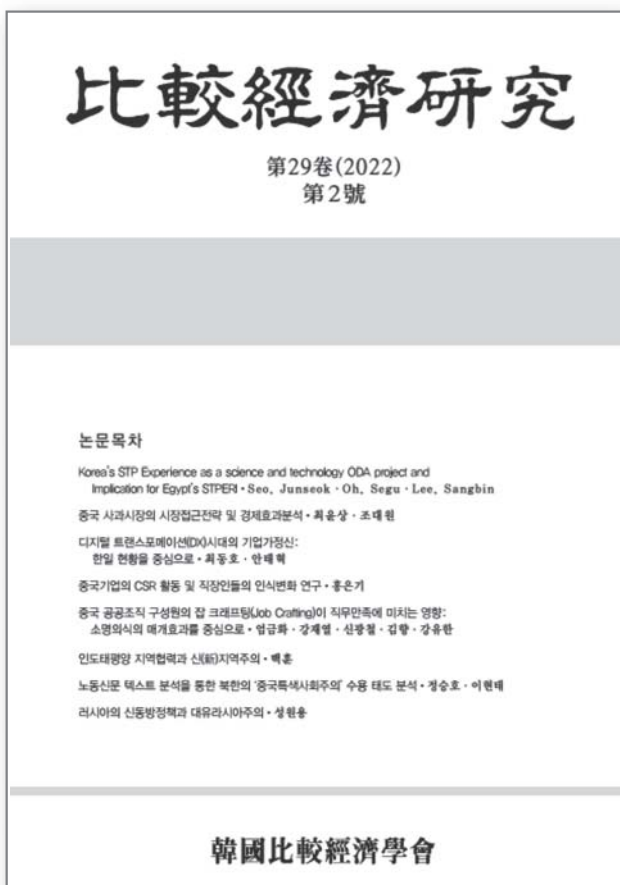 比較經濟研究
第29卷(2022)
第2號
논문목차
Korea's STP Experience as a science and technology ODA project and
Implication for Egypt's STPERI • Seo, Junseok · Oh, Segu · Lee, Sangbin
중국 사과시장의 시장접근전략 및 경제효과분석 • 최윤상 · 조대원
디지털 트랜스포메이션(DX)시대의 기업가정신:
한일 현황을 중심으로 • 최동호 · 안태혁
중국기업의 CSR 활동 및 직장인들의 인식변화 연구 • 홍은기
중국 공공조직 구성원의 잡 크래프팅(Job Crafting)이 직무만족에 미치는 영향:
소명의식의 매개효과를 중심으로 • 엄금화 · 강재열 · 신광철 · 김향 · 강유한
인도태평양 지역협력과 신(新)지역주의 • 백훈
노동신문 텍스트 분석을 통한 북한의 '중국특색사회주의' 수용 태도 분석 • 정승호 · 이현태
러시아의 신동방정책과 대유라시아주의 • 성원용
韓國比較經濟學會